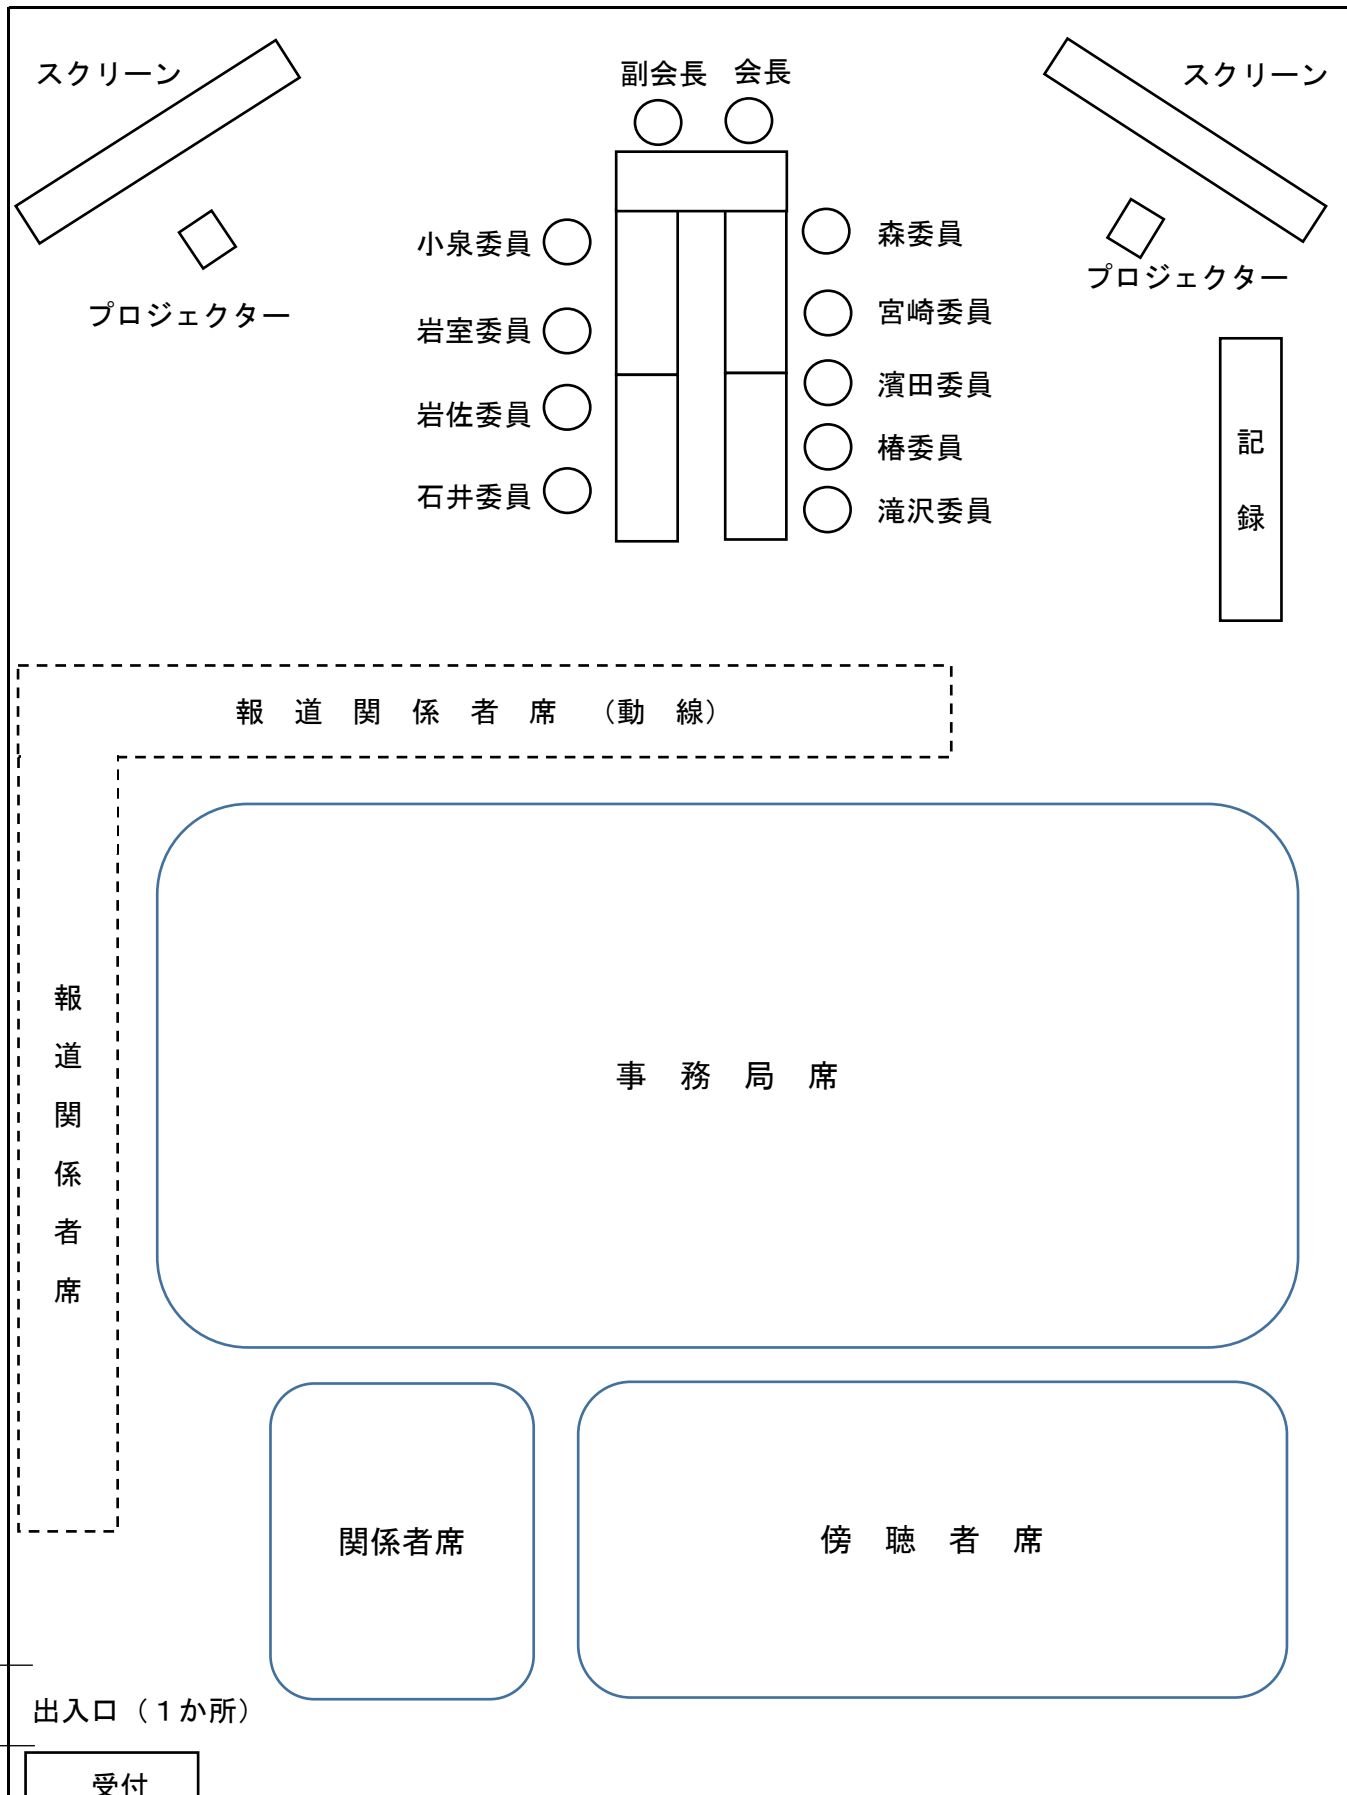 スクリーン
副会長
会長
スクリーン
小泉委員
森委員
プロジェクター
プロジェクター
岩室委員
宮崎委員
岩佐委員
濱田委員
椿委員
石井委員
滝沢委員
記録
報　道　関　係　者　席　（動　線）
報道関係者席
事　務　局　席
関係者席
傍　聴　者　席
出入口（１か所）
受付